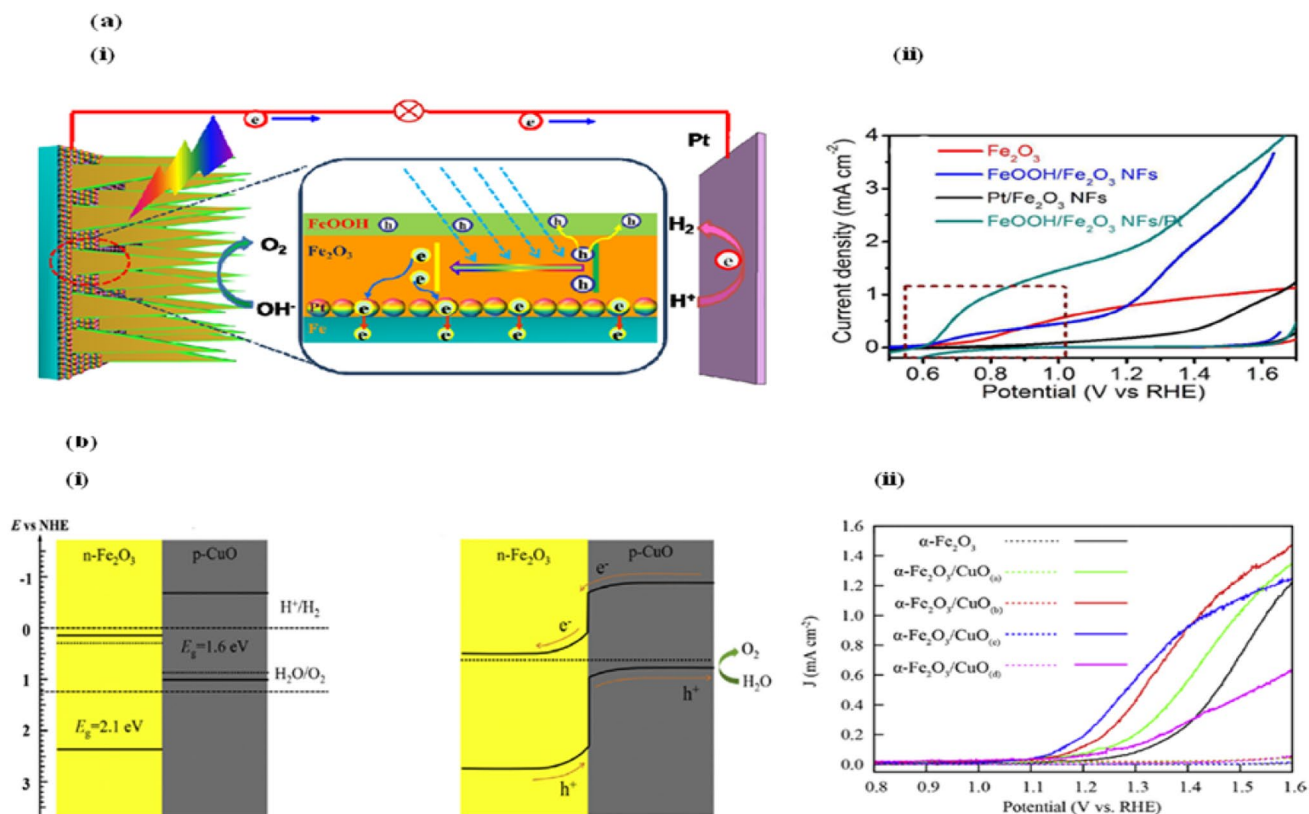 (a)
(i)
(ii)
e
e
Pt
FeOOH
h
h
h
h
Fe₂O₃
e
e
h
h
Pt
e
e
e
e
Fe
e
e
e
e
O₂
OH⁻
H₂
e
H⁺
Current density (mA cm⁻²)
4
3
2
1
0
Fe₂O₃
FeOOH/Fe₂O₃ NFs
Pt/Fe₂O₃ NFs
FeOOH/Fe₂O₃ NFs/Pt
0.6 0.8 1.0 1.2 1.4 1.6
Potential (V vs RHE)
(b)
(i)
(ii)
E vs NHE
n-Fe₂O₃ p-CuO
-1
0
1
2
3
H⁺/H₂
Eg=1.6 eV
H₂O/O₂
Eg=2.1 eV
n-Fe₂O₃ p-CuO
e⁻
e⁻
O₂
H₂O
h⁺
h⁺
J (mA cm⁻²)
1.6
1.4
1.2
1.0
0.8
0.6
0.4
0.2
0.0
α-Fe₂O₃
α-Fe₂O₃/CuO(a)
α-Fe₂O₃/CuO(b)
α-Fe₂O₃/CuO(c)
α-Fe₂O₃/CuO(d)
0.8 0.9 1.0 1.1 1.2 1.3 1.4 1.5 1.6
Potential (V vs. RHE)